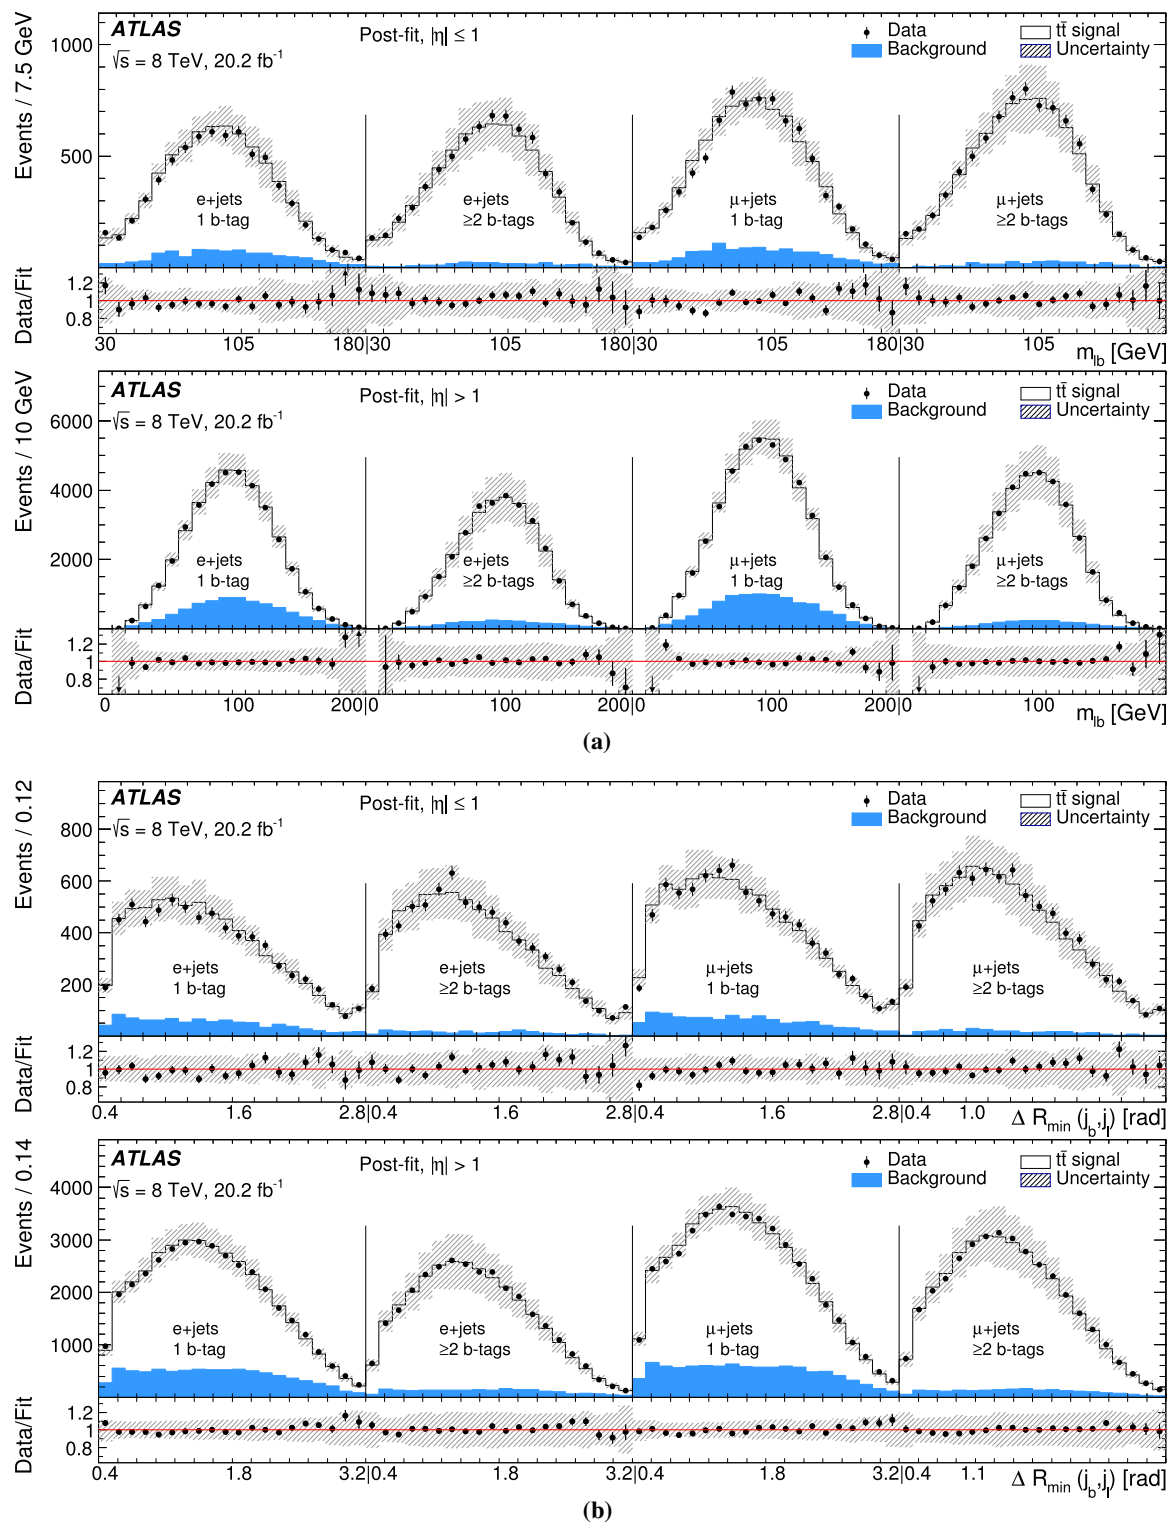 ATLAS
√s = 8 TeV, 20.2 fb⁻¹
Post-fit, |η| ≤ 1
Data
Background
tt̄ signal
Uncertainty
Events / 7.5 GeV
1000
500
e+jets
1 b-tag
e+jets
≥2 b-tags
μ+jets
1 b-tag
μ+jets
≥2 b-tags
Data/Fit
1.2
1
0.8
30 105 180|30 105 180|30 105 180|30 105
m_lb [GeV]
ATLAS
√s = 8 TeV, 20.2 fb⁻¹
Post-fit, |η| > 1
Data
Background
tt̄ signal
Uncertainty
Events / 10 GeV
6000
4000
2000
e+jets
1 b-tag
e+jets
≥2 b-tags
μ+jets
1 b-tag
μ+jets
≥2 b-tags
Data/Fit
1.2
1
0.8
0 100 200|0 100 200|0 100 200|0 100
m_lb [GeV]
(a)
ATLAS
√s = 8 TeV, 20.2 fb⁻¹
Post-fit, |η| ≤ 1
Data
Background
tt̄ signal
Uncertainty
Events / 0.12
800
600
400
200
e+jets
1 b-tag
e+jets
≥2 b-tags
μ+jets
1 b-tag
μ+jets
≥2 b-tags
Data/Fit
1.2
1
0.8
0.4 1.6 2.8|0.4 1.6 2.8|0.4 1.6 2.8|0.4 1.0
Δ R_min (j_b,j_l) [rad]
ATLAS
√s = 8 TeV, 20.2 fb⁻¹
Post-fit, |η| > 1
Data
Background
tt̄ signal
Uncertainty
Events / 0.14
4000
3000
2000
1000
e+jets
1 b-tag
e+jets
≥2 b-tags
μ+jets
1 b-tag
μ+jets
≥2 b-tags
Data/Fit
1.2
1
0.8
0.4 1.8 3.2|0.4 1.8 3.2|0.4 1.8 3.2|0.4 1.1
Δ R_min (j_b,j_l) [rad]
(b)